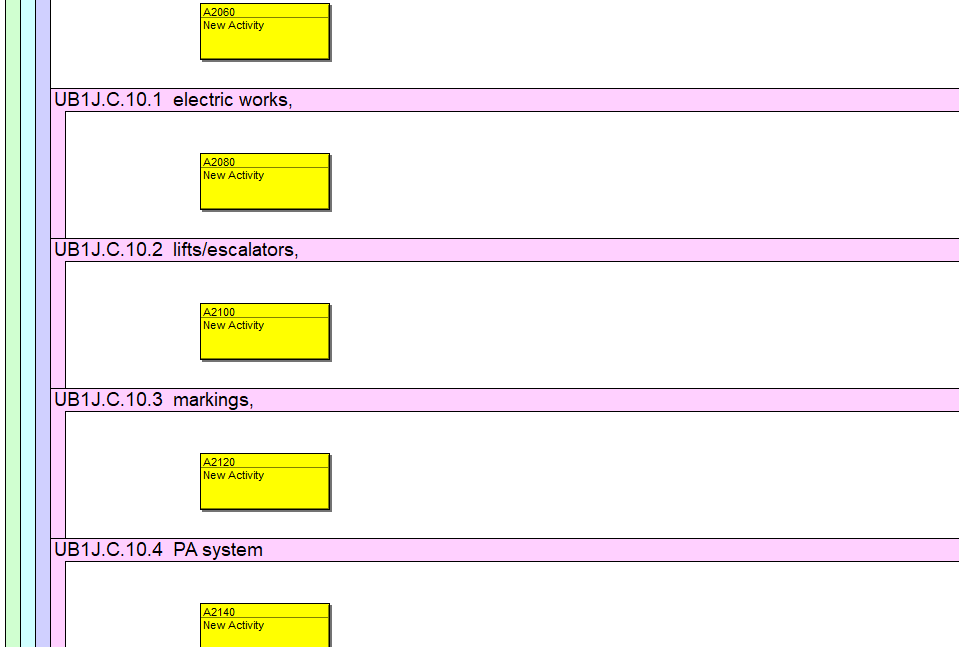 A2060
New Activity
UB1J.C.10.1 electric works,
A2080
New Activity
UB1J.C.10.2 lifts/escalators,
A2100
New Activity
UB1J.C.10.3 markings,
A2120
New Activity
UB1J.C.10.4 PA system
A2140
New Activity